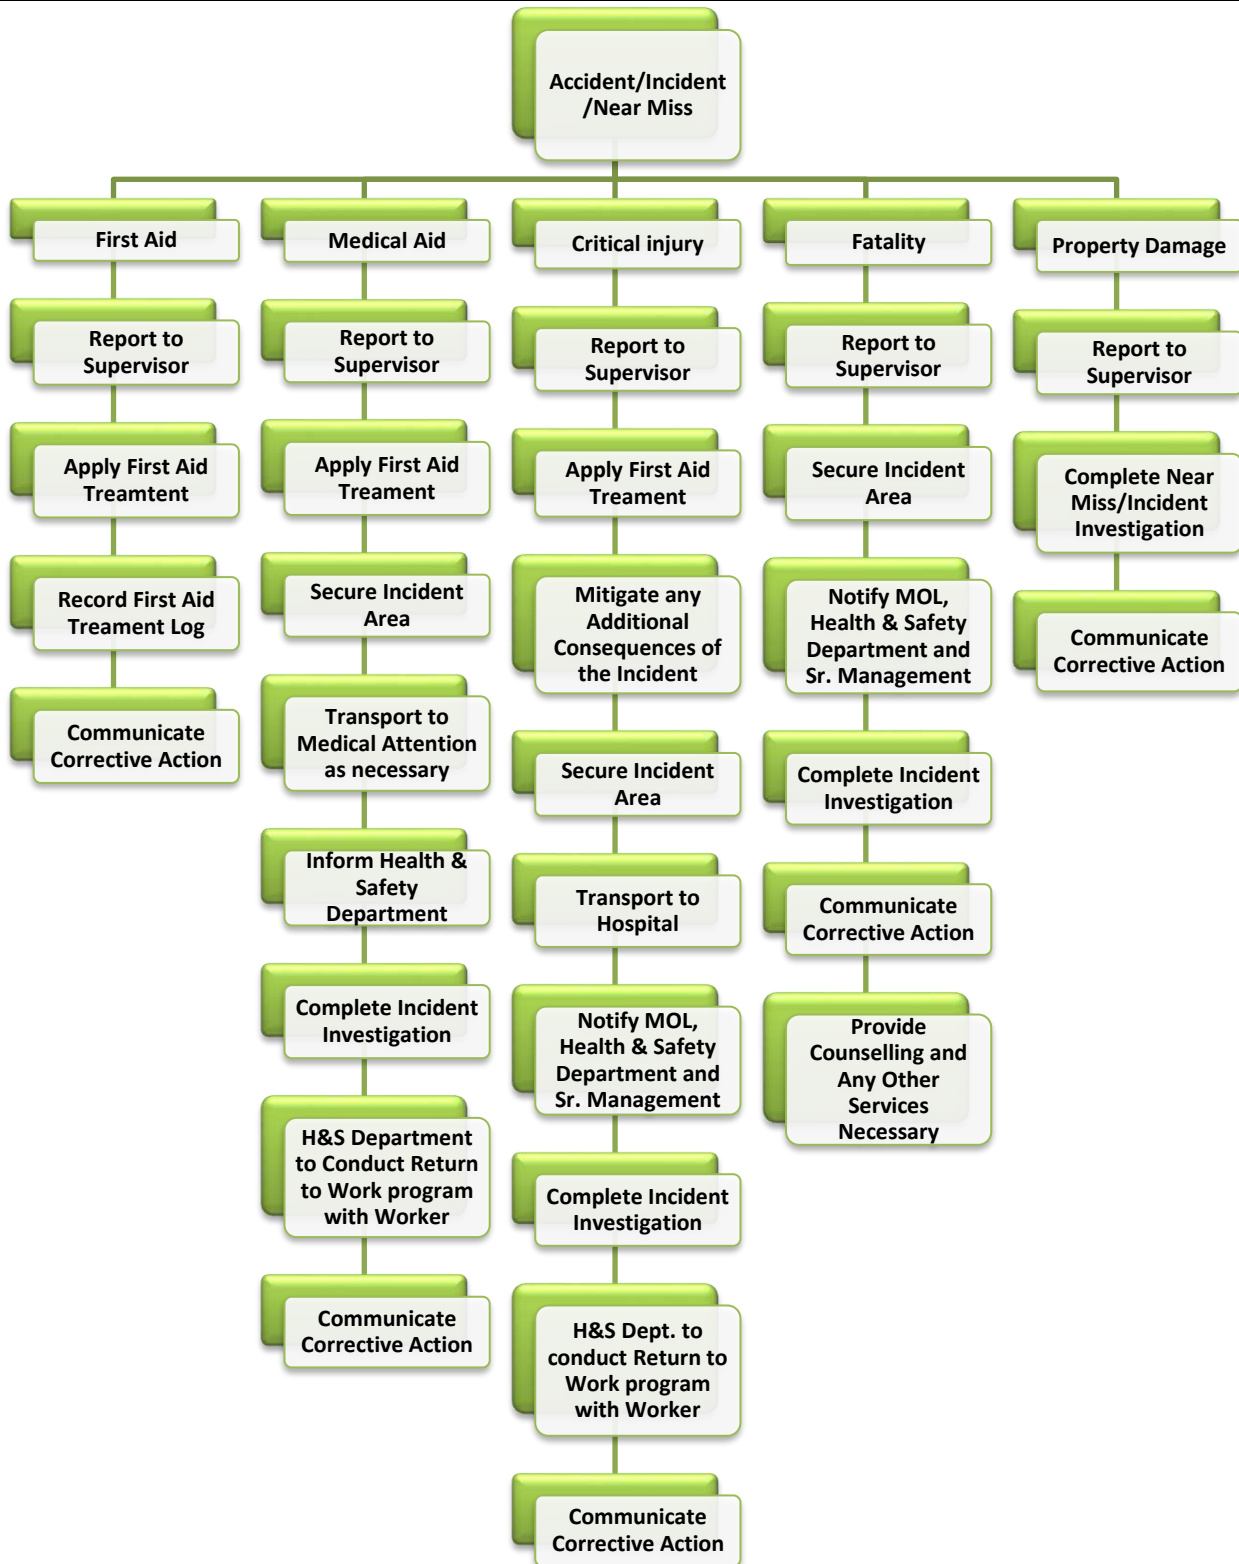 Accident/Incident
/Near Miss
First Aid
Report to
Supervisor
Apply First Aid
Treamtent
Record First Aid
Treament Log
Communicate
Corrective Action
Medical Aid
Report to
Supervisor
Apply First Aid
Treament
Secure Incident
Area
Transport to
Medical Attention
as necessary
Inform Health &
Safety
Department
Complete Incident
Investigation
H&S Department
to Conduct Return
to Work program
with Worker
Communicate
Corrective Action
Critical injury
Report to
Supervisor
Apply First Aid
Treament
Mitigate any
Additional
Consequences of
the Incident
Secure Incident
Area
Transport to
Hospital
Notify MOL,
Health & Safety
Department and
Sr. Management
Complete Incident
Investigation
H&S Dept. to
conduct Return to
Work program
with Worker
Communicate
Corrective Action
Fatality
Report to
Supervisor
Secure Incident
Area
Notify MOL,
Health & Safety
Department and
Sr. Management
Complete Incident
Investigation
Communicate
Corrective Action
Provide
Counselling and
Any Other
Services
Necessary
Property Damage
Report to
Supervisor
Complete Near
Miss/Incident
Investigation
Communicate
Corrective Action